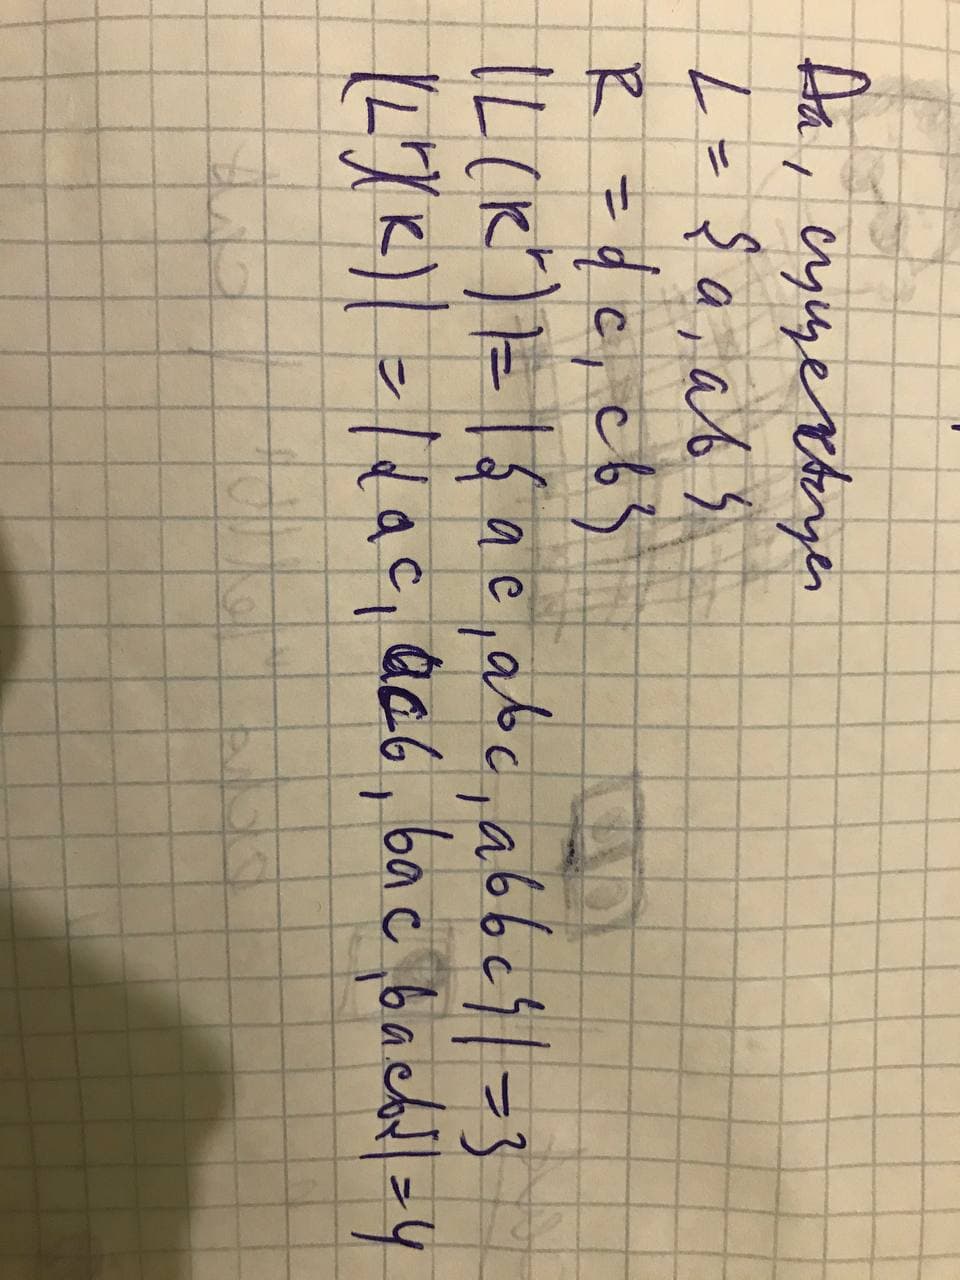 Да, существует
L = {a, ab}
R = {c, cb}
|L(R^r)| = |{ac, abc, abbc}| = 3
|(L^r)(R)| = |{ac, acb, bac, bacb}| = 4